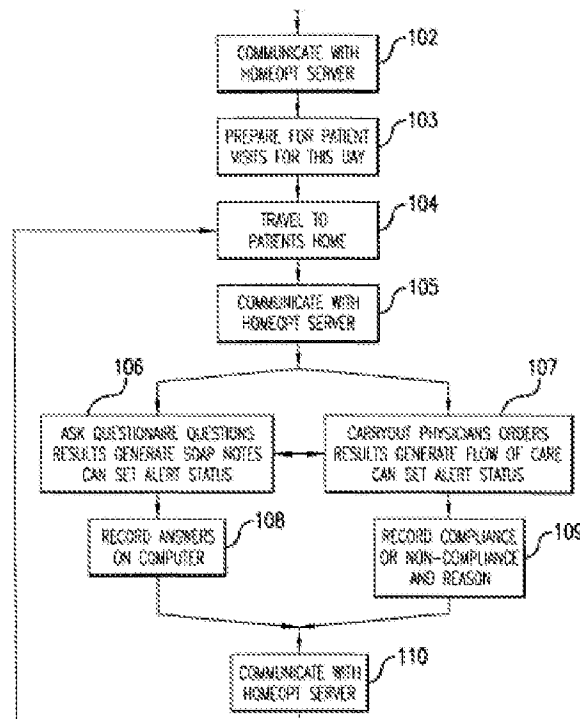 102
COMMUNICATE WITH
HOMEOPT SERVER
103
PREPARE FOR PATIENT
VISITS FOR THIS DAY
104
TRAVEL TO
PATIENTS HOME
105
COMMUNICATE WITH
HOMEOPT SERVER
106
ASK QUESTIONAIRE QUESTIONS
RESULTS GENERATE SOAP NOTES
CAN SET ALERT STATUS
107
CARRYOUT PHYSICIANS ORDERS
RESULTS GENERATE FLOW OF CARE
CAN SET ALERT STATUS
108
RECORD ANSWERS
ON COMPUTER
109
RECORD COMPLIANCE
OR NON-COMPLIANCE
AND REASON
110
COMMUNICATE WITH
HOMEOPT SERVER